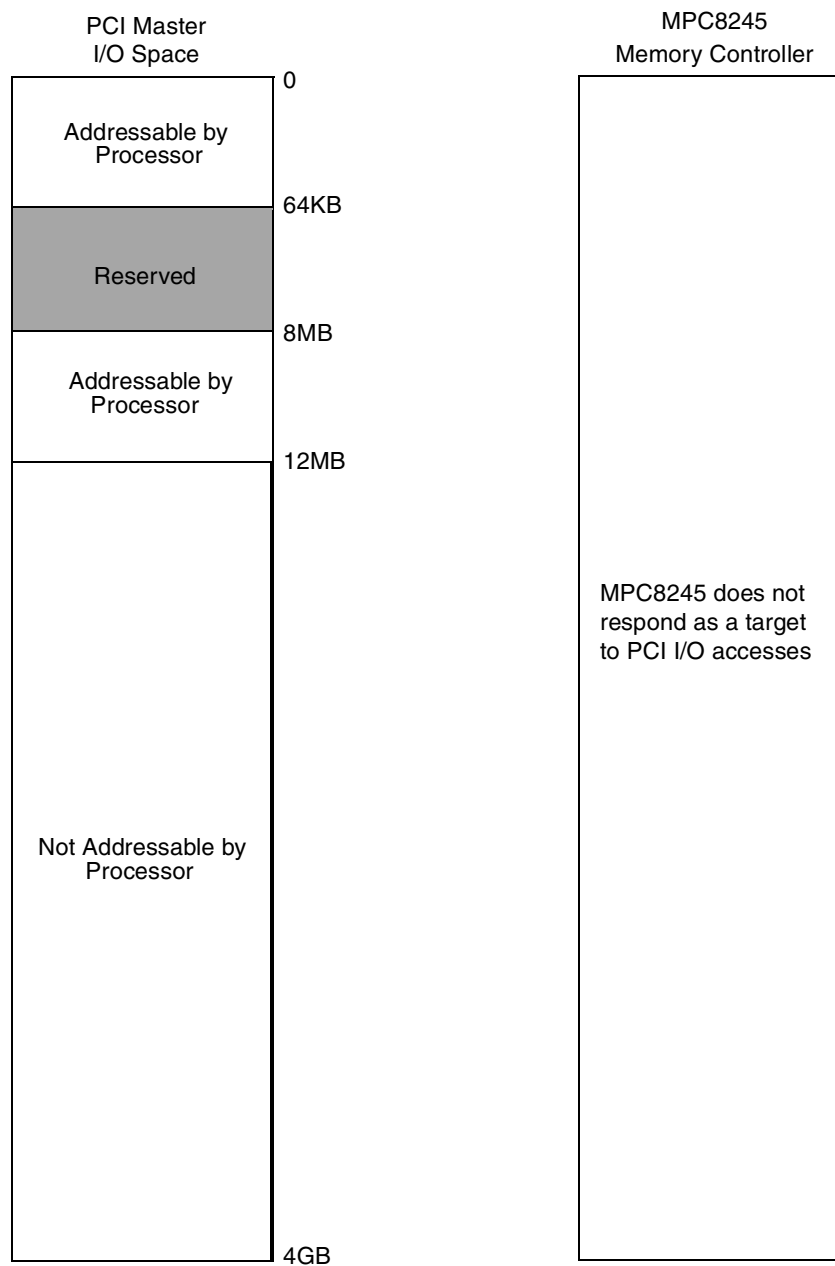 PCI Master
I/O Space
0
Addressable by
Processor
64KB
Reserved
8MB
Addressable by
Processor
12MB
Not Addressable by
Processor
4GB
MPC8245
Memory Controller
MPC8245 does not
respond as a target
to PCI I/O accesses